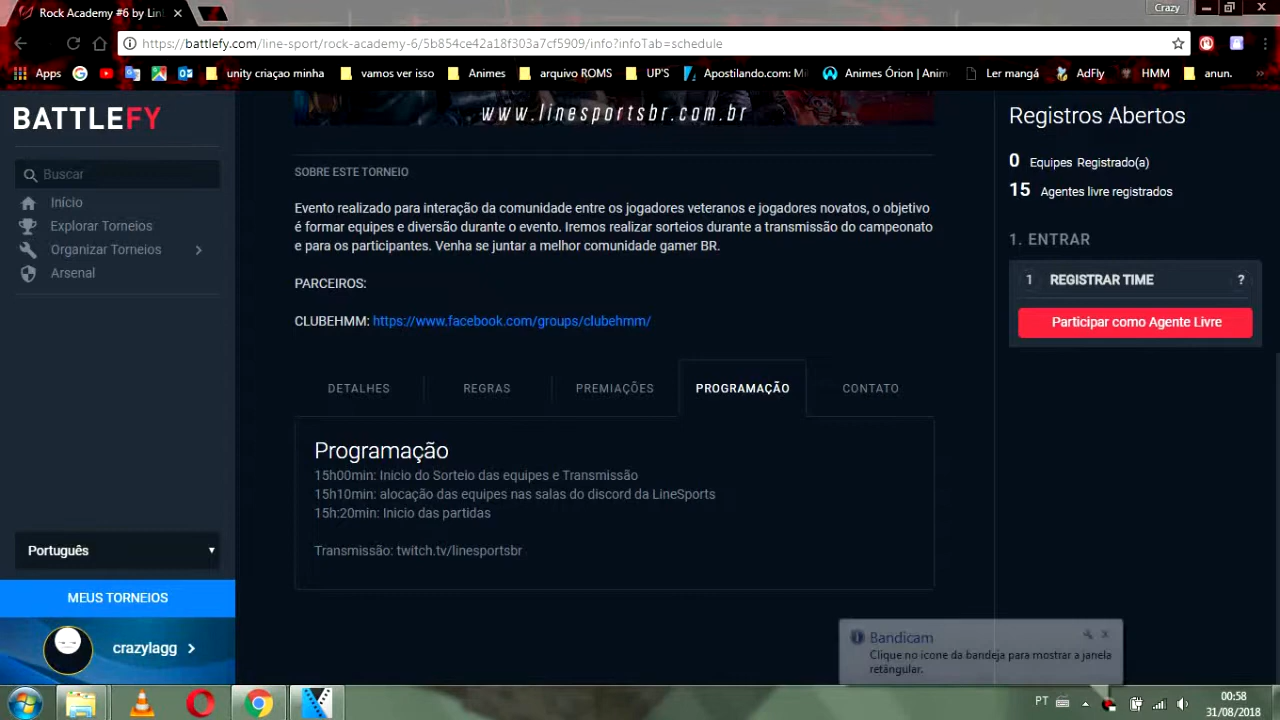 Rock Academy #6 by Lin
Crazy
https://battlefy.com/line-sport/rock-academy-6/5b854ce42a18f303a7cf5909/info?infoTab=schedule
Apps
unity criaçao minha
vamos ver isso
Animes
arquivo ROMS
UP'S
Apostilando.com: Mi
Animes Órion | Anim
Ler mangá
AdFly
HMM
anun.
»
BATTLEFY
Buscar
Início
Explorar Torneios
Organizar Torneios
Arsenal
Português
MEUS TORNEIOS
crazylagg
www.linesportsbr.com.br
SOBRE ESTE TORNEIO
Evento realizado para interação da comunidade entre os jogadores veteranos e jogadores novatos, o objetivo
é formar equipes e diversão durante o evento. Iremos realizar sorteios durante a transmissão do campeonato
e para os participantes. Venha se juntar a melhor comunidade gamer BR.
PARCEIROS:
CLUBEHMM: https://www.facebook.com/groups/clubehmm/
DETALHES
REGRAS
PREMIAÇÕES
PROGRAMAÇÃO
CONTATO
Programação
15h00min: Inicio do Sorteio das equipes e Transmissão
15h10min: alocação das equipes nas salas do discord da LineSports
15h:20min: Inicio das partidas
Transmissão: twitch.tv/linesportsbr
Registros Abertos
0 Equipes Registrado(a)
15 Agentes livre registrados
1. ENTRAR
1 REGISTRAR TIME ?
Participar como Agente Livre
Bandicam
Clique no icone da bandeja para mostrar a janela
retângular.
PT
00:58
31/08/2018